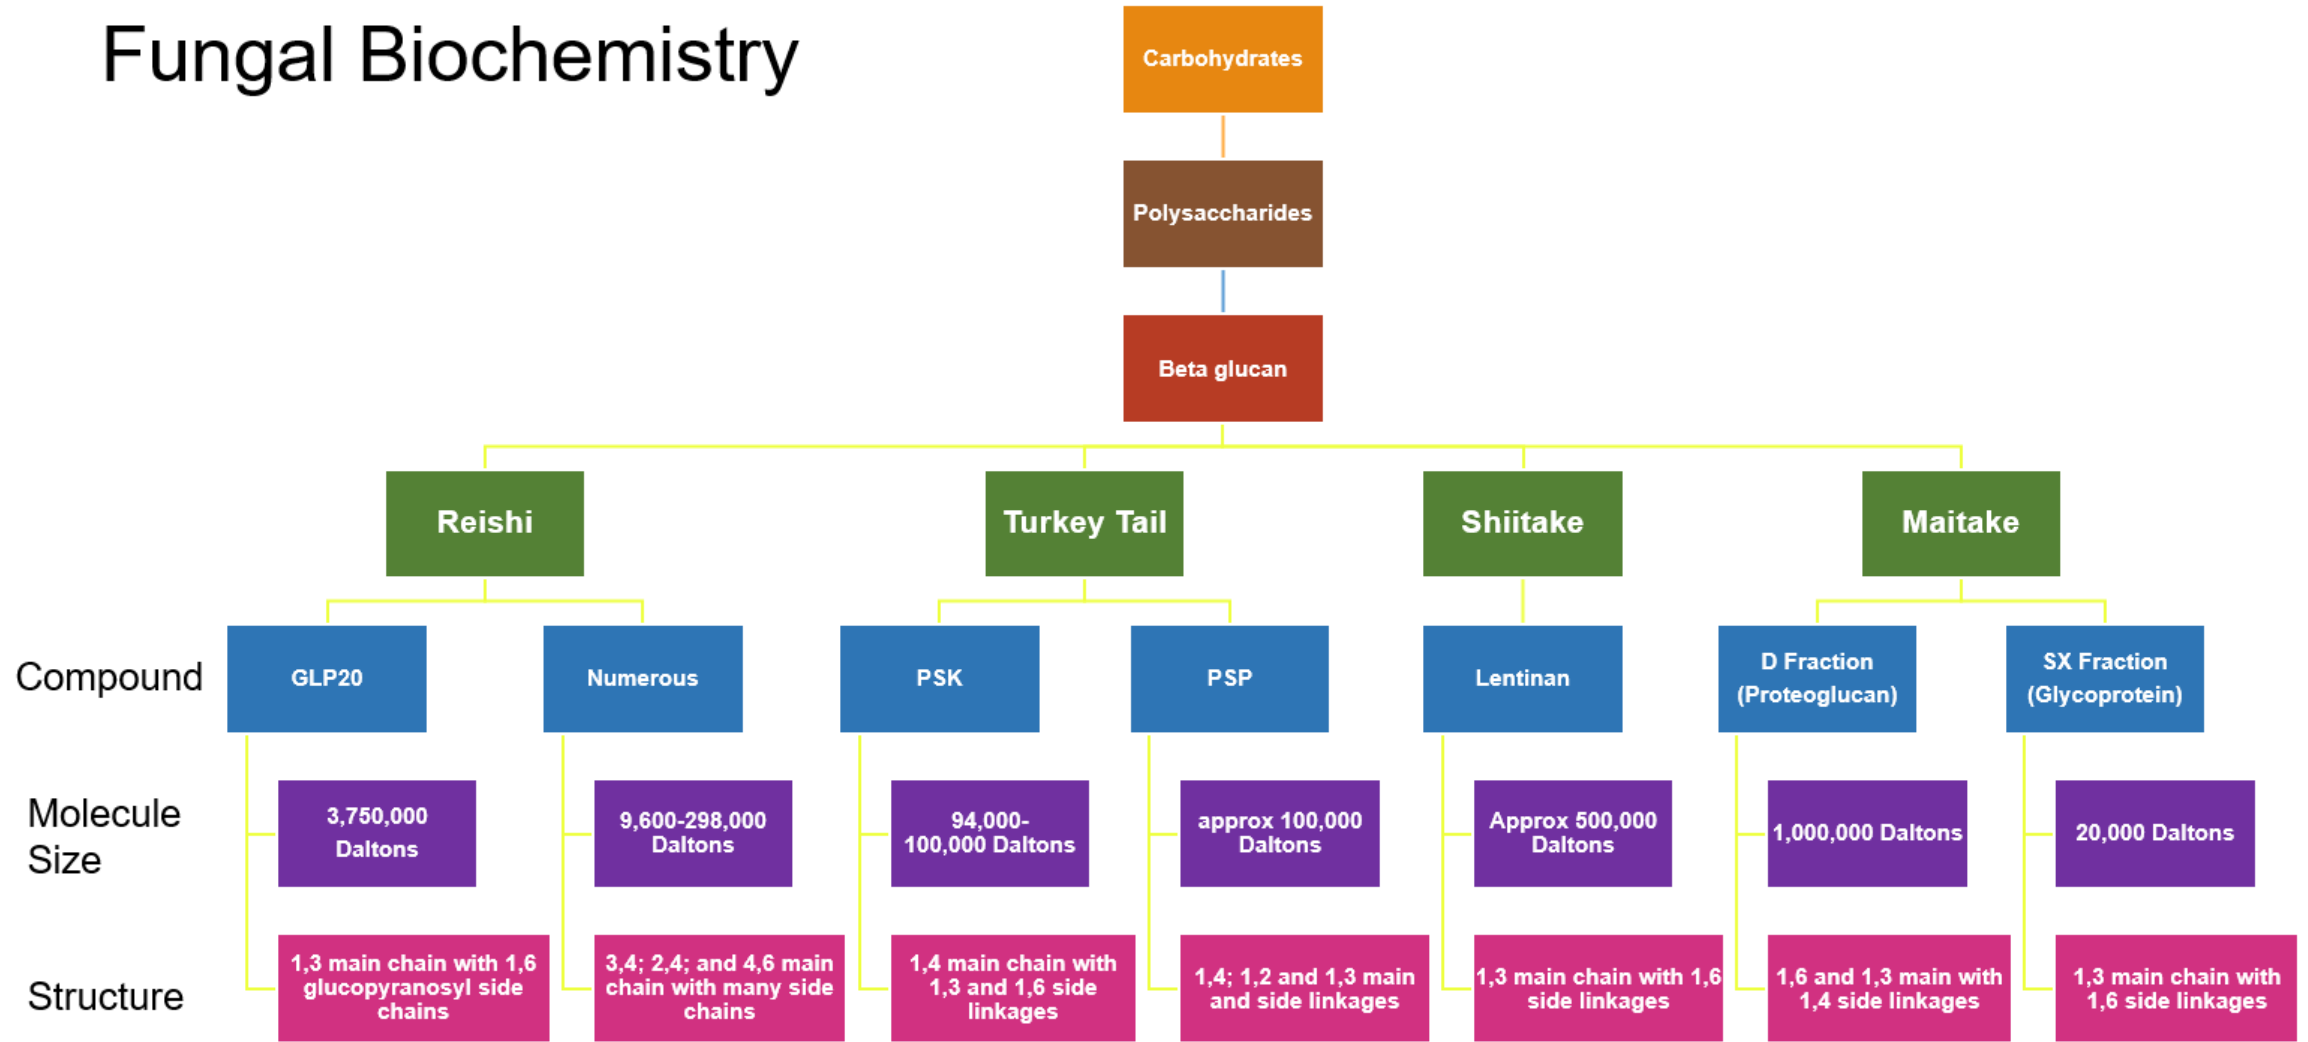 Fungal Biochemistry
Carbohydrates
Polysaccharides
Beta glucan
Reishi
Turkey Tail
Shiitake
Maitake
Compound
GLP20
Numerous
PSK
PSP
Lentinan
D Fraction
(Proteoglucan)
SX Fraction
(Glycoprotein)
Molecule
Size
3,750,000
Daltons
9,600-298,000
Daltons
94,000-
100,000 Daltons
approx 100,000
Daltons
Approx 500,000
Daltons
1,000,000 Daltons
20,000 Daltons
Structure
1,3 main chain with 1,6
glucopyranosyl side
chains
3,4; 2,4; and 4,6 main
chain with many side
chains
1,4 main chain with
1,3 and 1,6 side
linkages
1,4; 1,2 and 1,3 main
and side linkages
1,3 main chain with 1,6
side linkages
1,6 and 1,3 main with
1,4 side linkages
1,3 main chain with
1,6 side linkages